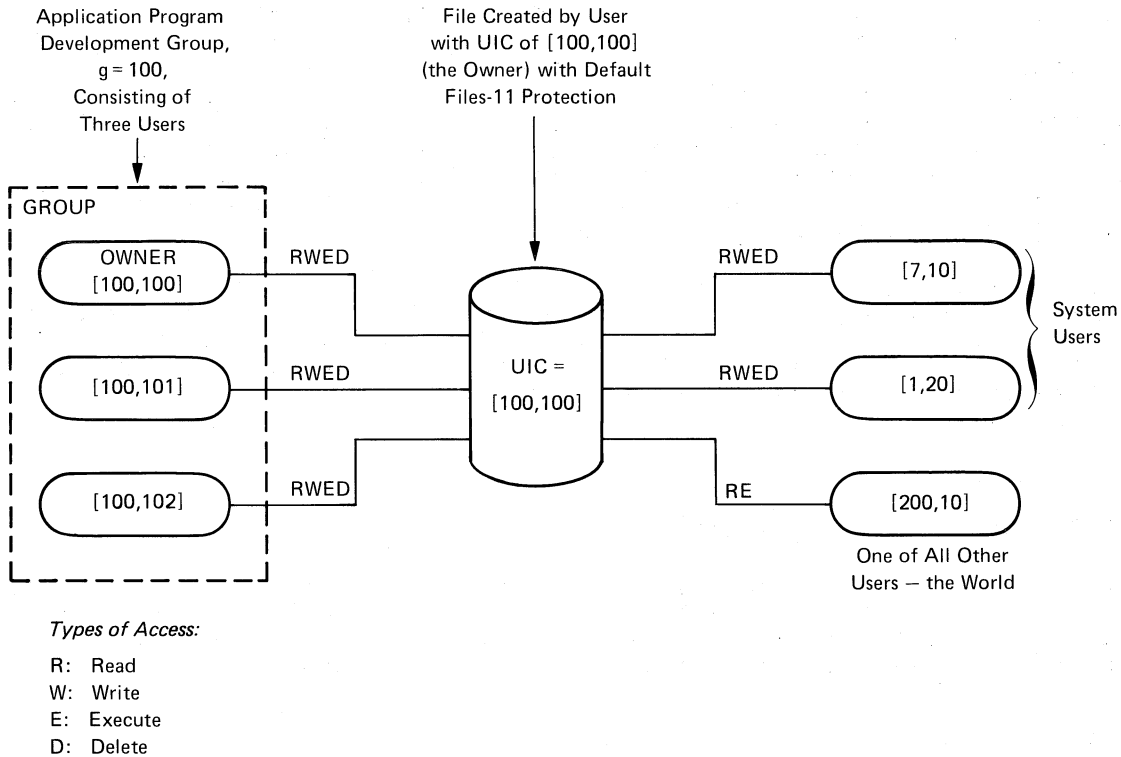 Application Program
Development Group,
g = 100,
Consisting of
Three Users
File Created by User
with UIC of [100,100]
(the Owner) with Default
Files-11 Protection
GROUP
OWNER
[100,100]
RWED
[100,101]
RWED
[100,102]
RWED
UIC =
[100,100]
RWED
[7,10]
RWED
[1,20]
System
Users
RE
[200,10]
One of All Other
Users – the World
Types of Access:
R: Read
W: Write
E: Execute
D: Delete